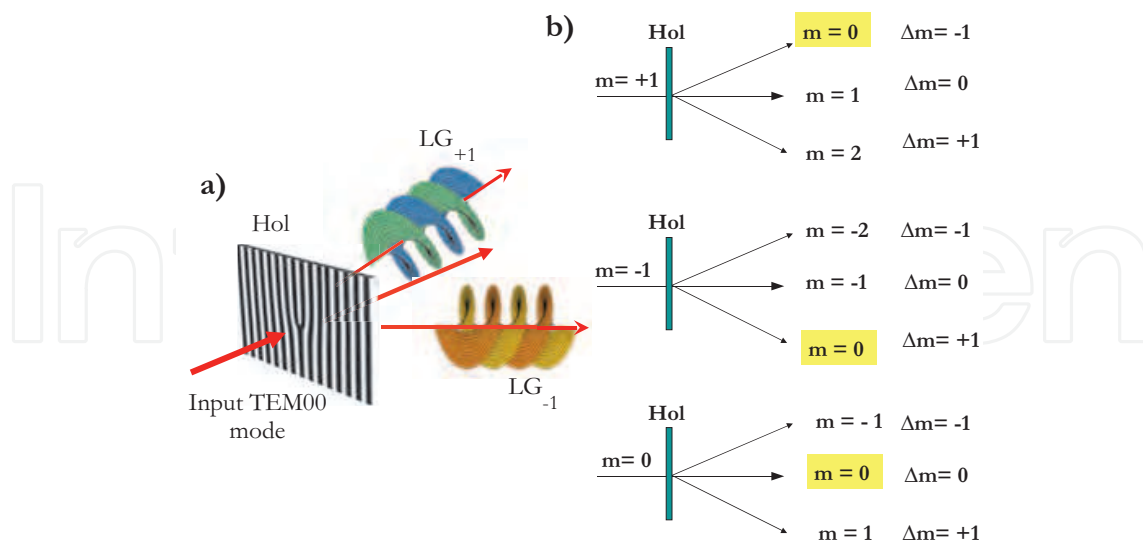 a)
Hol
LG
+1
LG
-1
Input TEM00
mode
b)
Hol
m= +1
m = 0 Δm= -1
m = 1 Δm= 0
m = 2 Δm= +1
Hol
m= -1
m = -2 Δm= -1
m = -1 Δm= 0
m = 0 Δm= +1
Hol
m= 0
m = - 1 Δm= -1
m = 0 Δm= 0
m = 1 Δm= +1